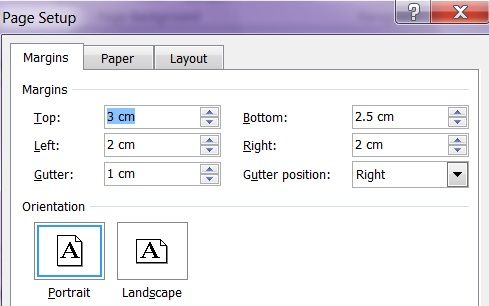 Page Setup
Margins Paper Layout
Margins
Top: 3 cm Bottom: 2.5 cm
Left: 2 cm Right: 2 cm
Gutter: 1 cm Gutter position: Right
Orientation
A A
Portrait Landscape